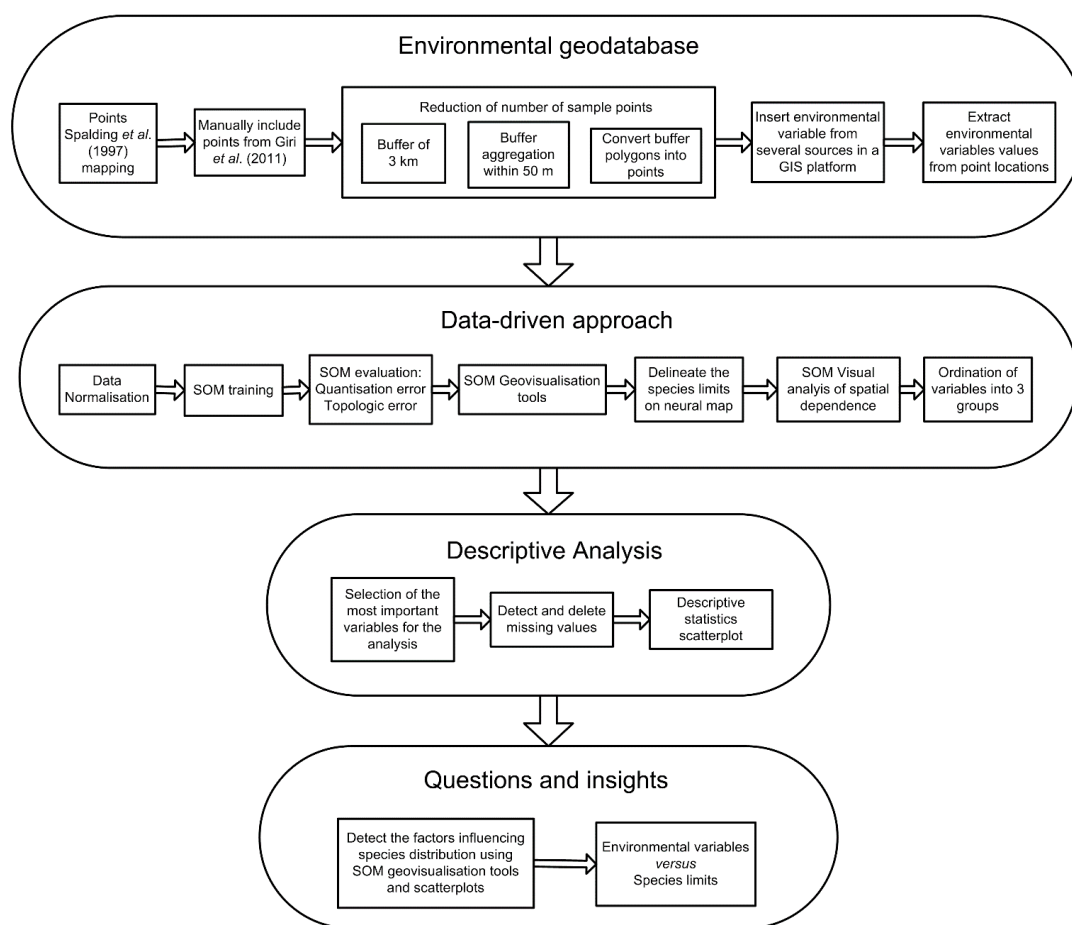 Environmental geodatabase
Points
Spalding et al.
(1997)
mapping
Manually include
points from Giri
et al. (2011)
Reduction of number of sample points
Buffer of
3 km
Buffer
aggregation
within 50 m
Convert buffer
polygons into
points
Insert environmental
variable from
several sources in a
GIS platform
Extract
environmental
variables values
from point locations
Data-driven approach
Data
Normalisation
SOM training
SOM evaluation:
Quantisation error
Topologic error
SOM Geovisualisation
tools
Delineate the
species limits
on neural map
SOM Visual
analyis of spatial
dependence
Ordination of
variables into 3
groups
Descriptive Analysis
Selection of the
most important
variables for the
analysis
Detect and delete
missing values
Descriptive
statistics
scatterplot
Questions and insights
Detect the factors influencing
species distribution using
SOM geovisualisation tools
and scatterplots
Environmental variables
versus
Species limits